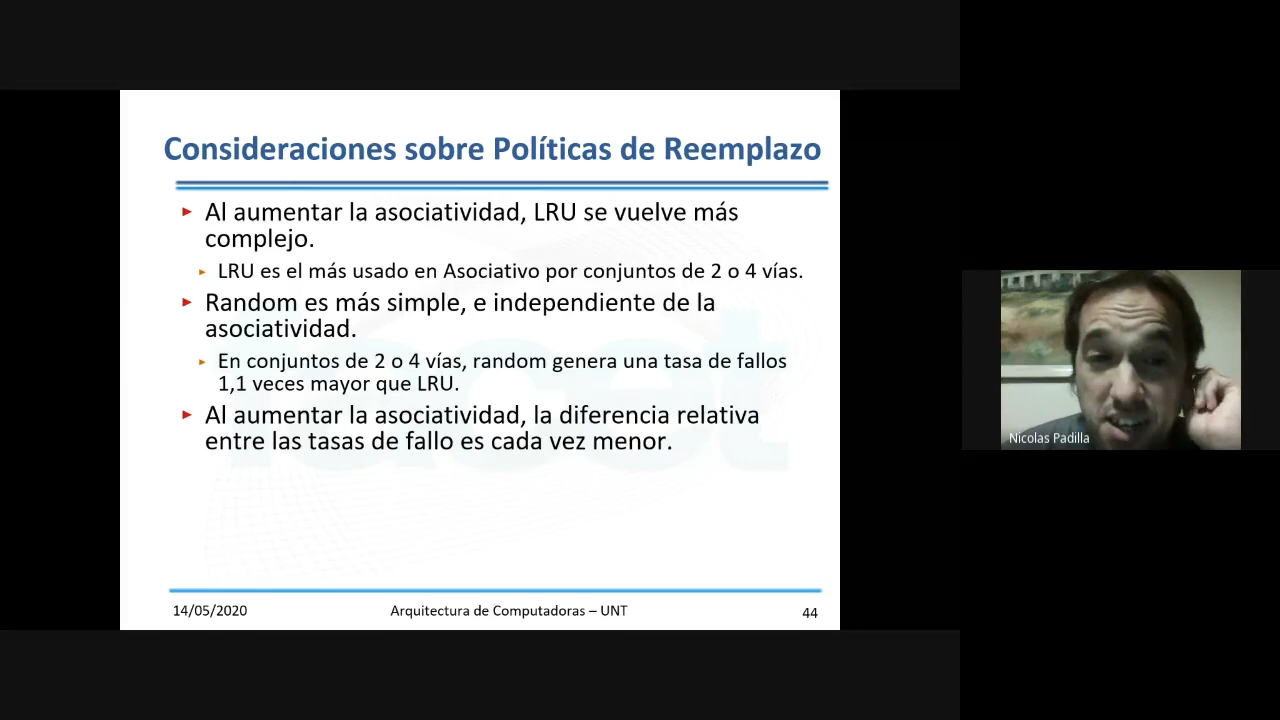 Consideraciones sobre Políticas de Reemplazo
Al aumentar la asociatividad, LRU se vuelve más
complejo.
LRU es el más usado en Asociativo por conjuntos de 2 o 4 vías.
Random es más simple, e independiente de la
asociatividad.
En conjuntos de 2 o 4 vías, random genera una tasa de fallos
1,1 veces mayor que LRU.
Al aumentar la asociatividad, la diferencia relativa
entre las tasas de fallo es cada vez menor.
14/05/2020
Arquitectura de Computadoras – UNT
44
Nicolas Padilla